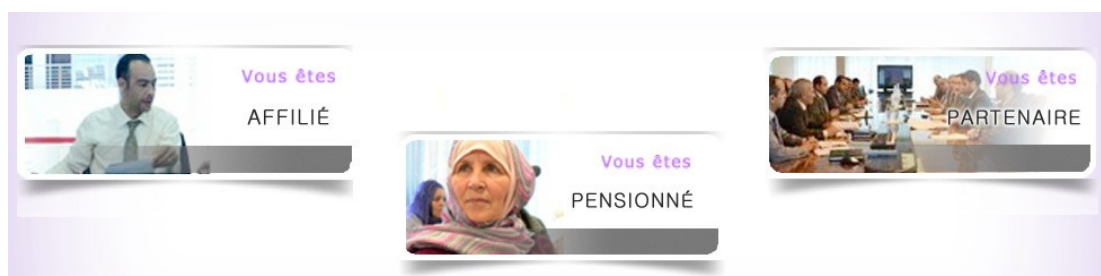 Vous êtes
AFFILIÉ
Vous êtes
PENSIONNÉ
Vous êtes
PARTENAIRE